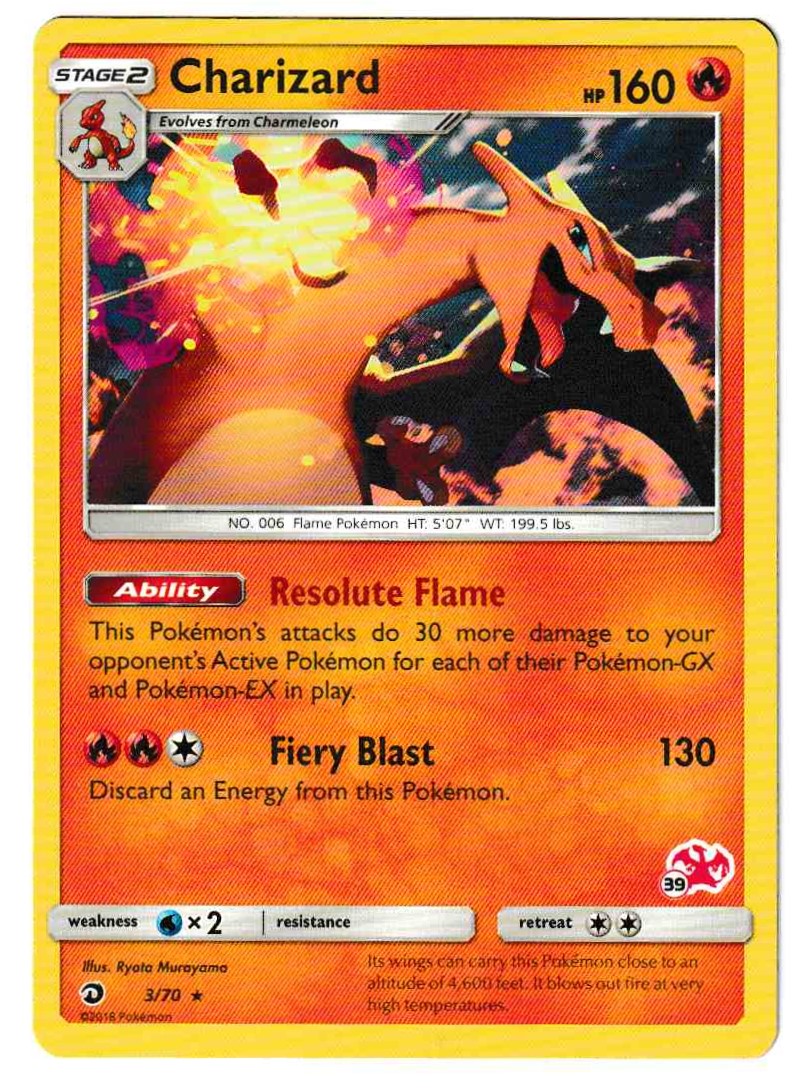 STAGE2 Charizard HP 160
Evolves from Charmeleon
NO. 006 Flame Pokémon HT: 5'07" WT: 199.5 lbs.
Ability Resolute Flame
This Pokémon's attacks do 30 more damage to your
opponent's Active Pokémon for each of their Pokémon-GX
and Pokémon-EX in play.
Fiery Blast 130
Discard an Energy from this Pokémon.
39
weakness ×2 resistance retreat
Illus. Ryota Murayama
3/70 ★
©2018 Pokémon
Its wings can carry this Pokémon close to an
altitude of 4,600 feet. It blows out fire at very
high temperatures.